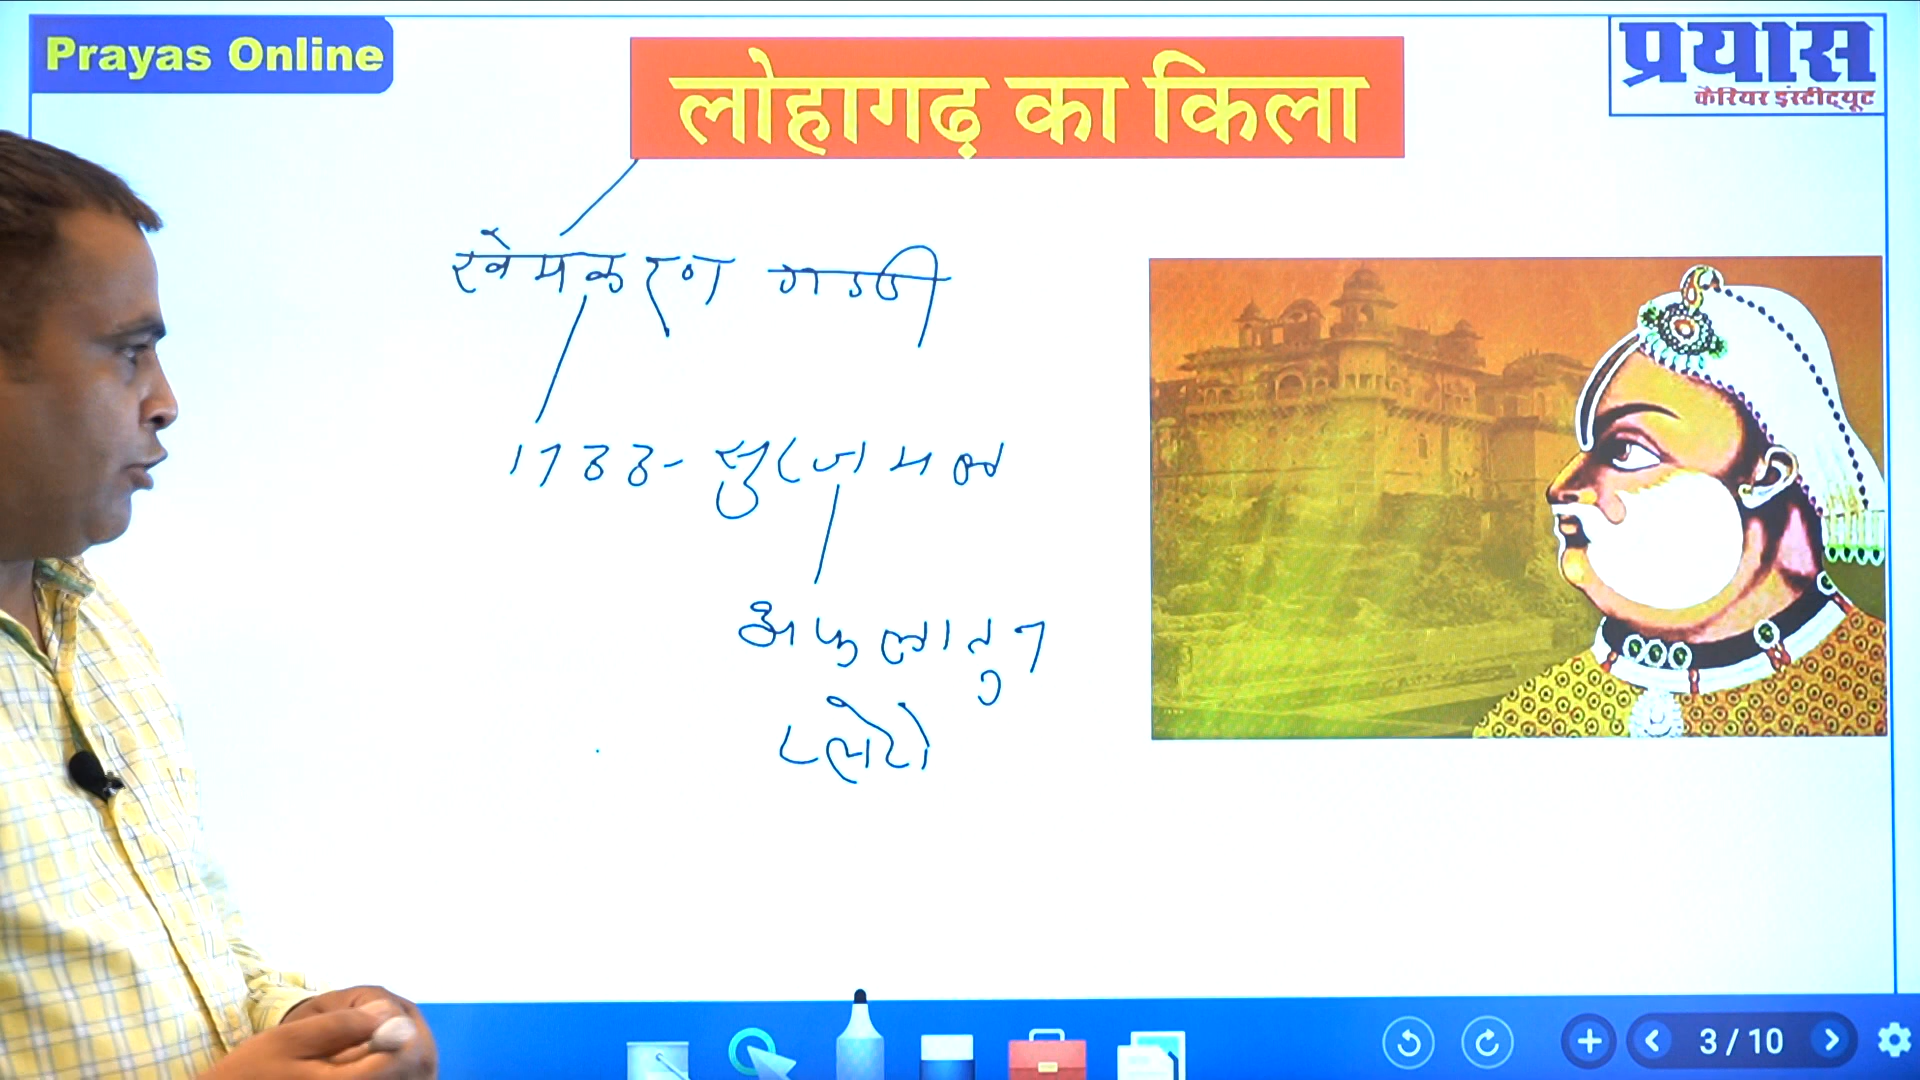 Prayas Online
लोहागढ़ का किला
प्रयास
कैरियर इंस्टीट्यूट
खेमकरण गढी
1733- सुरजमल
अफलातुन
प्लेटो
3 / 10